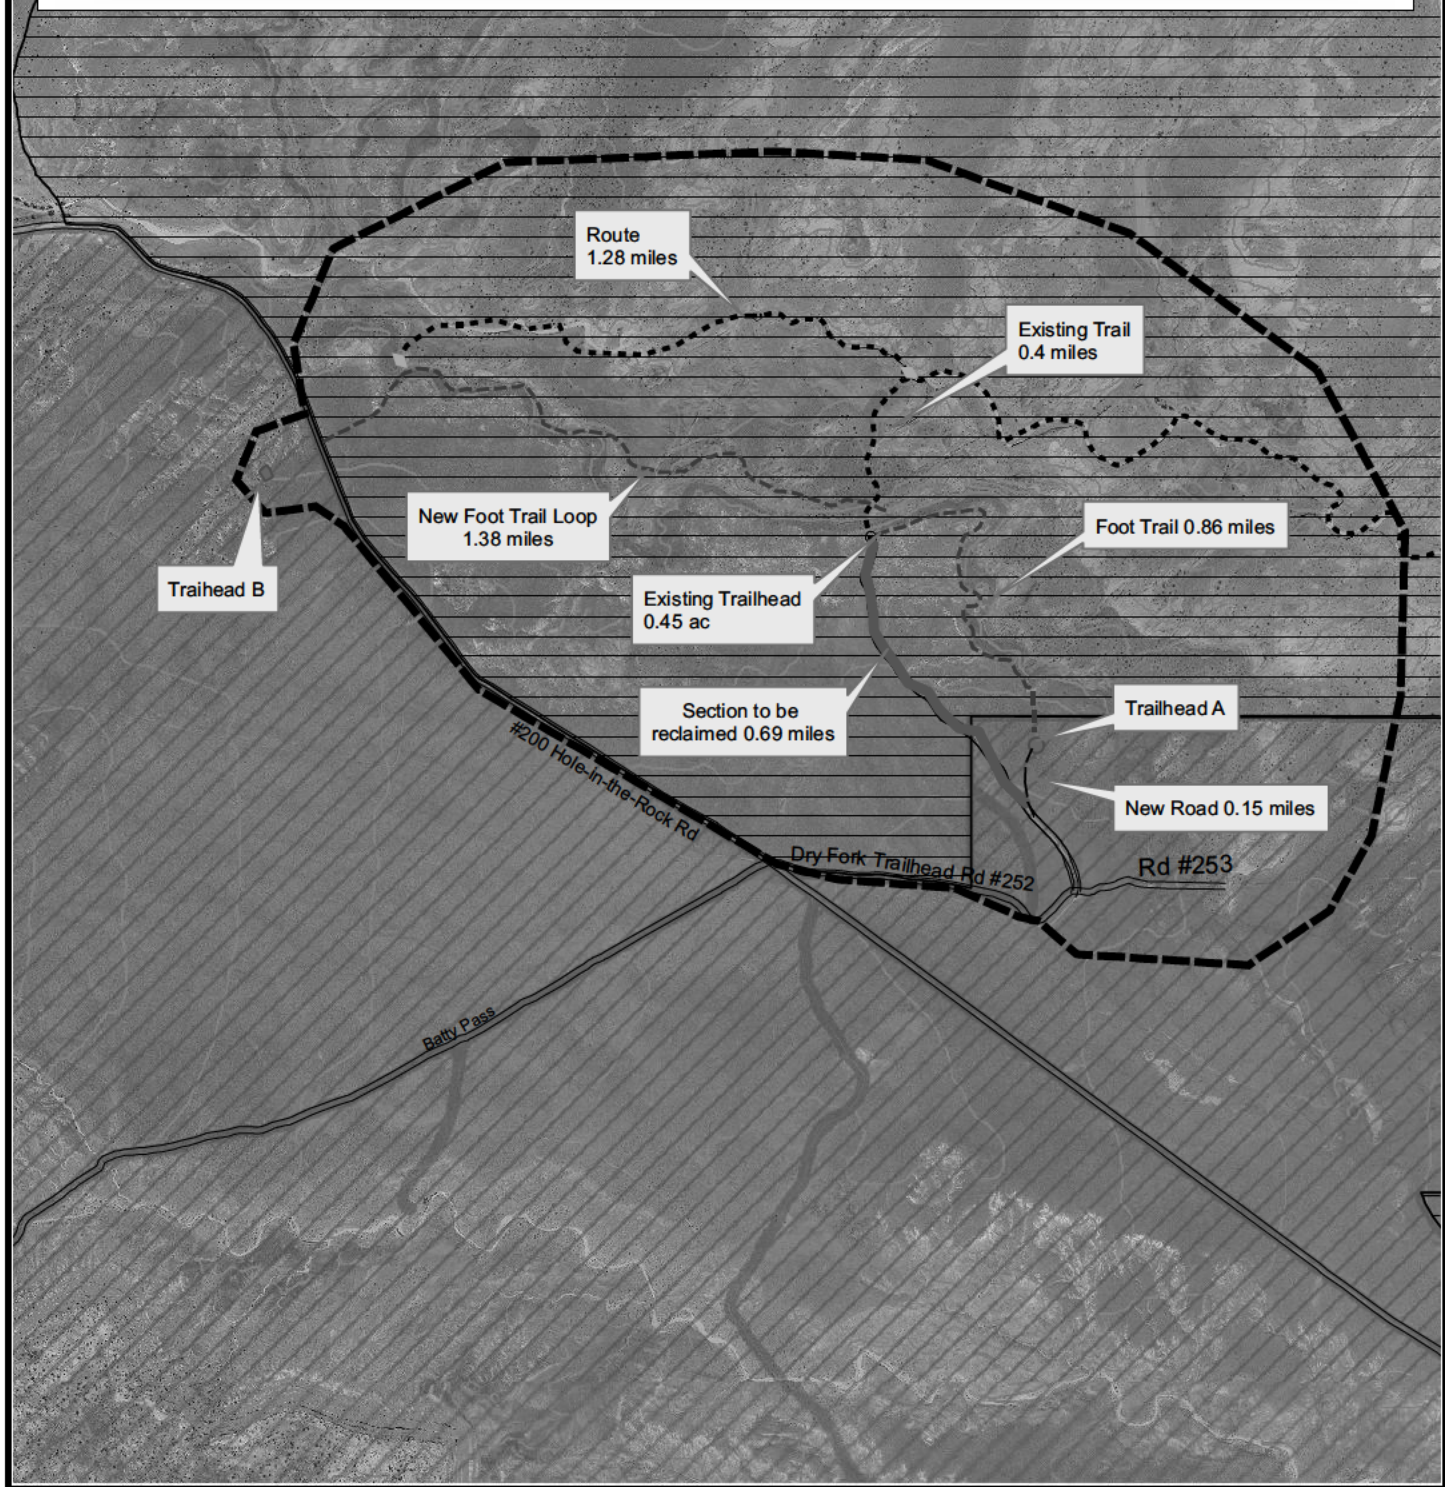 Route
1.28 miles
Existing Trail
0.4 miles
New Foot Trail Loop
1.38 miles
Foot Trail 0.86 miles
Traihead B
Existing Trailhead
0.45 ac
Section to be
reclaimed 0.69 miles
Trailhead A
#200 Hole-in-the-Rock Rd
New Road 0.15 miles
Dry Fork Trailhead Rd #252
Rd #253
Batty Pass